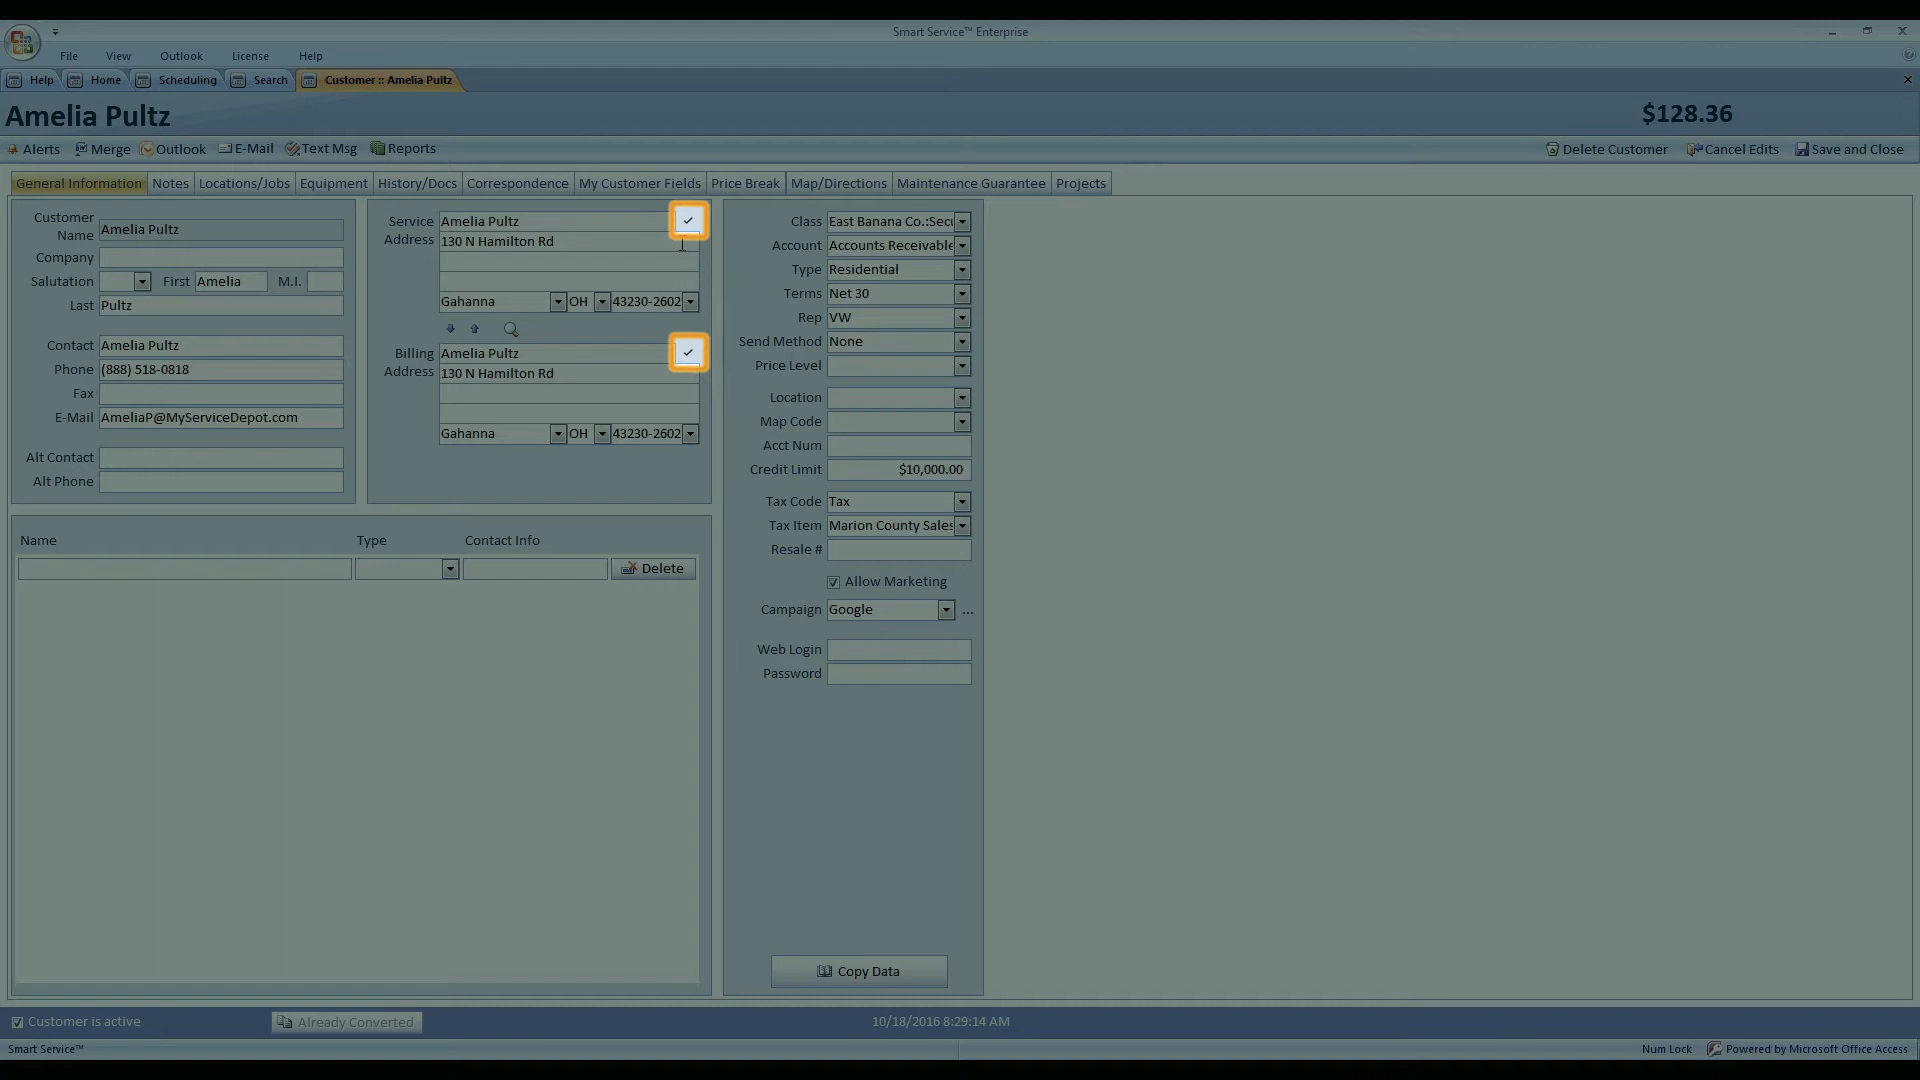 Smart Service™ Enterprise
File View Outlook License Help
Help Home Scheduling Search Customer :: Amelia Pultz
Amelia Pultz $128.36
Alerts Merge Outlook E-Mail Text Msg Reports Delete Customer Cancel Edits Save and Close
General Information Notes Locations/Jobs Equipment History/Docs Correspondence My Customer Fields Price Break Map/Directions Maintenance Guarantee Projects
Customer Name Amelia Pultz
Company
Salutation First Amelia M.I.
Last Pultz
Contact Amelia Pultz
Phone (888) 518-0818
Fax
E-Mail AmeliaP@MyServiceDepot.com
Alt Contact
Alt Phone
Service Address Amelia Pultz
130 N Hamilton Rd
Gahanna OH 43230-2602
Billing Address Amelia Pultz
130 N Hamilton Rd
Gahanna OH 43230-2602
Class East Banana Co.:Secu
Account Accounts Receivable
Type Residential
Terms Net 30
Rep VW
Send Method None
Price Level
Location
Map Code
Acct Num
Credit Limit $10,000.00
Tax Code Tax
Tax Item Marion County Sales
Resale #
Allow Marketing
Campaign Google ...
Web Login
Password
Name Type Contact Info
Delete
Copy Data
Customer is active Already Converted 10/18/2016 8:29:14 AM
Smart Service™ Num Lock Powered by Microsoft Office Access